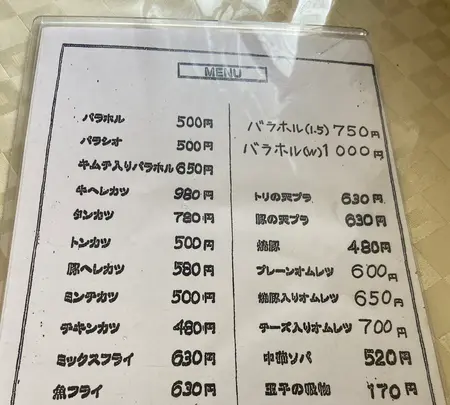 MENU
バラホル 500円
バラシオ 500円
キムチ入りバラホル 650円
牛ヘレカツ 980円
タンカツ 780円
トンカツ 500円
豚ヘレカツ 580円
ミンチカツ 500円
チキンカツ 480円
ミックスフライ 630円
魚フライ 630円
バラホル(1.5) 750円
バラホル(W) 1000円
トリの天プラ 630円
豚の天プラ 630円
焼豚 480円
プレーンオムレツ 600円
焼豚入りオムレツ 650円
チーズ入りオムレツ 700円
中華ソバ 520円
玉子の吸物 170円